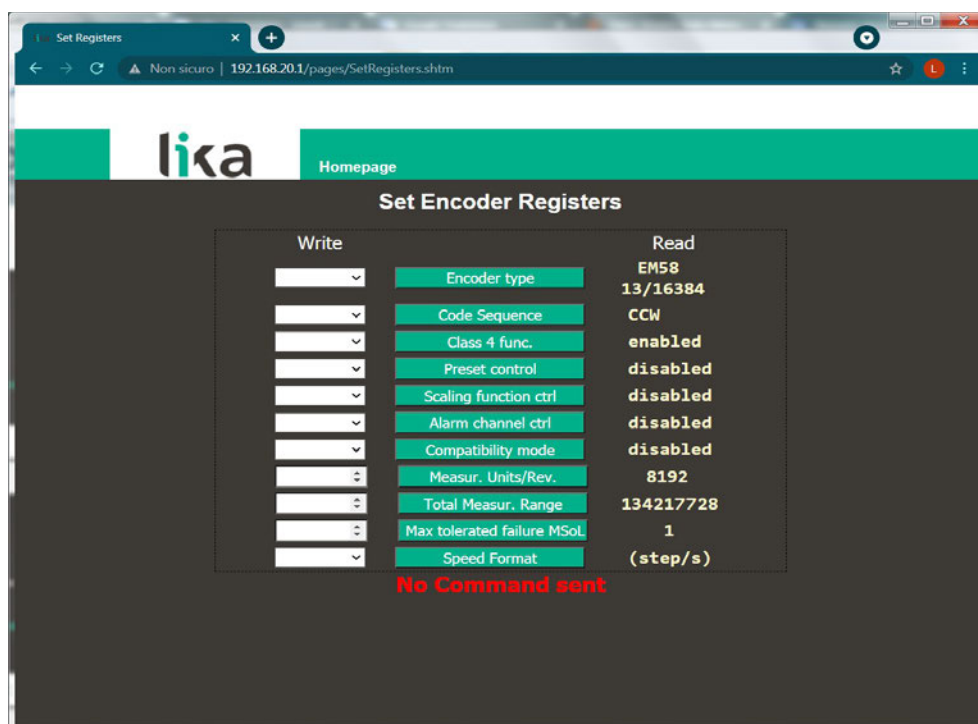 Set Registers
Non sicuro | 192.168.20.1/pages/SetRegisters.shtm
L
lika
Homepage
Set Encoder Registers
Write Read
Encoder type EM58
13/16384
Code Sequence CCW
Class 4 func. enabled
Preset control disabled
Scaling function ctrl disabled
Alarm channel ctrl disabled
Compatibility mode disabled
Measur. Units/Rev. 8192
Total Measur. Range 134217728
Max tolerated failure MSoL 1
Speed Format (step/s)
No Command sent